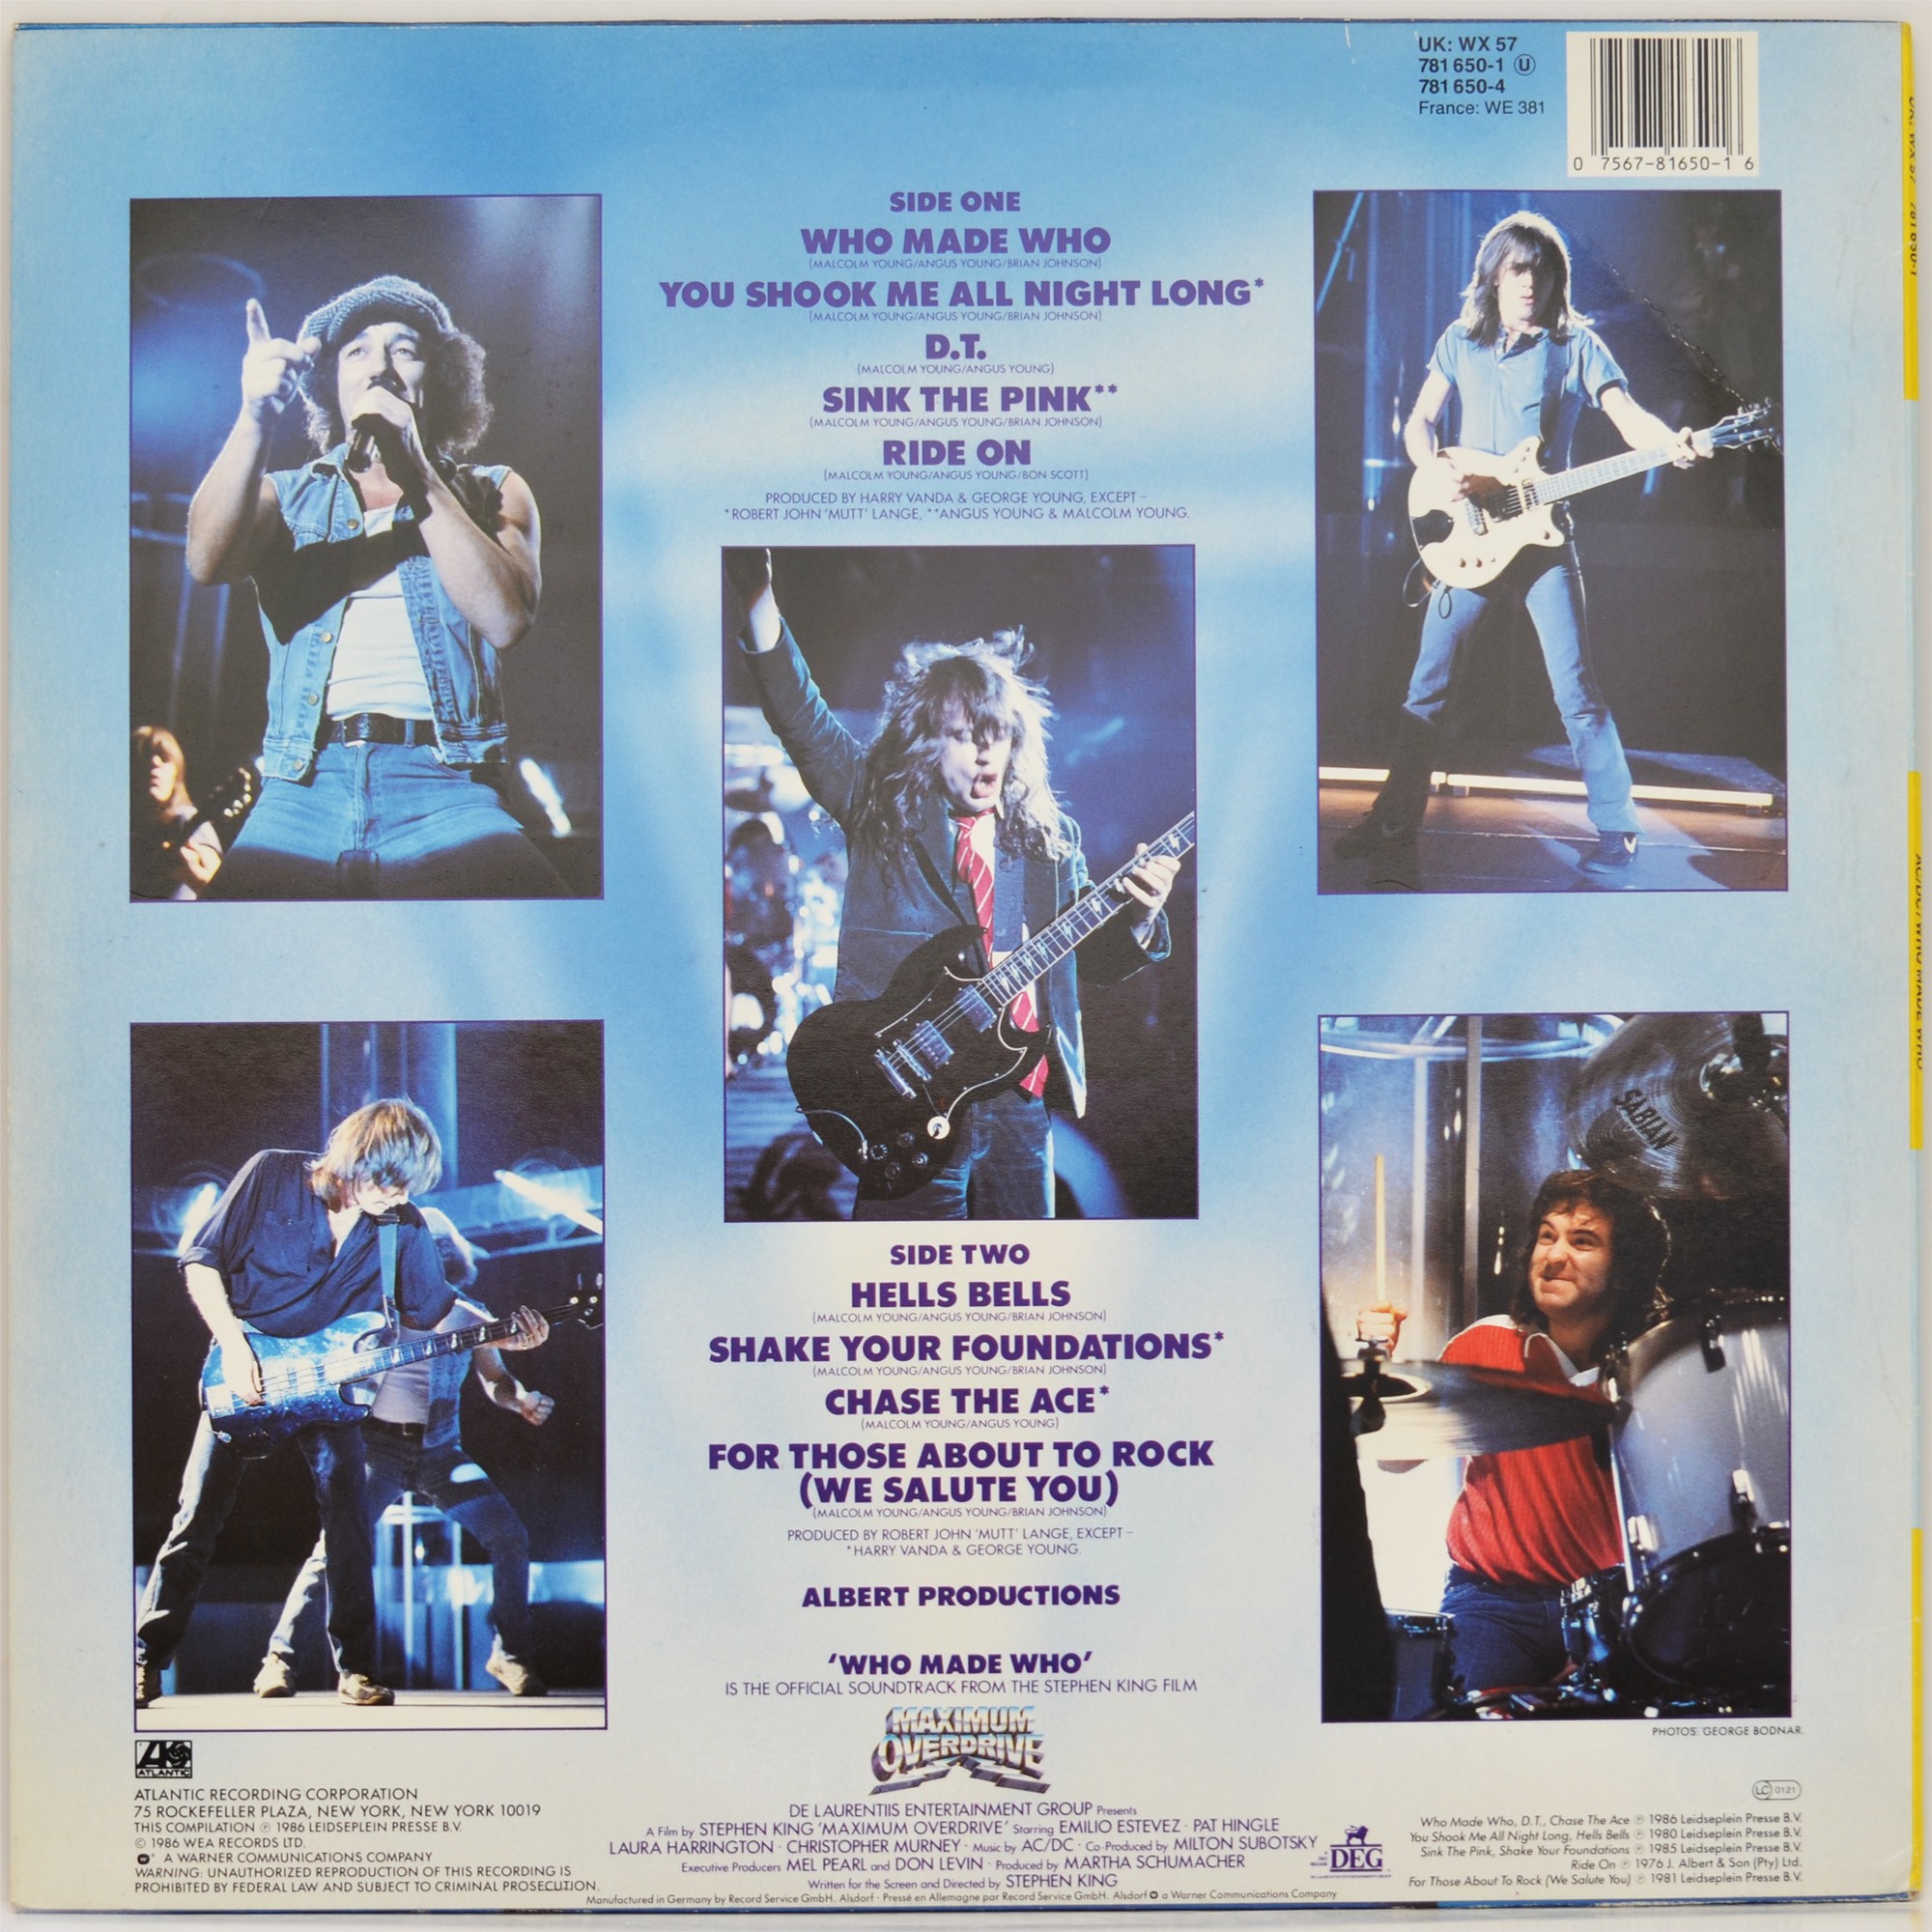 UK: WX 57
781 650-1 Ⓤ
781 650-4
France: WE 381
0 7567-81650-1 6
SIDE ONE
WHO MADE WHO
(MALCOLM YOUNG/ANGUS YOUNG/BRIAN JOHNSON)
YOU SHOOK ME ALL NIGHT LONG*
(MALCOLM YOUNG/ANGUS YOUNG/BRIAN JOHNSON)
D.T.
(MALCOLM YOUNG/ANGUS YOUNG)
SINK THE PINK**
(MALCOLM YOUNG/ANGUS YOUNG/BRIAN JOHNSON)
RIDE ON
(MALCOLM YOUNG/ANGUS YOUNG/BON SCOTT)
PRODUCED BY HARRY VANDA & GEORGE YOUNG, EXCEPT –
*ROBERT JOHN 'MUTT' LANGE, **ANGUS YOUNG & MALCOLM YOUNG.
SABIAN
SIDE TWO
HELLS BELLS
(MALCOLM YOUNG/ANGUS YOUNG/BRIAN JOHNSON)
SHAKE YOUR FOUNDATIONS*
(MALCOLM YOUNG/ANGUS YOUNG/BRIAN JOHNSON)
CHASE THE ACE*
(MALCOLM YOUNG/ANGUS YOUNG)
FOR THOSE ABOUT TO ROCK
(WE SALUTE YOU)
(MALCOLM YOUNG/ANGUS YOUNG/BRIAN JOHNSON)
PRODUCED BY ROBERT JOHN 'MUTT' LANGE, EXCEPT –
*HARRY VANDA & GEORGE YOUNG.
ALBERT PRODUCTIONS
'WHO MADE WHO'
IS THE OFFICIAL SOUNDTRACK FROM THE STEPHEN KING FILM
MAXIMUM
OVERDRIVE
DE LAURENTIIS ENTERTAINMENT GROUP Presents
A Film by STEPHEN KING 'MAXIMUM OVERDRIVE' Starring EMILIO ESTEVEZ · PAT HINGLE
LAURA HARRINGTON · CHRISTOPHER MURNEY · Music by AC/DC · Co-Produced by MILTON SUBOTSKY
Executive Producers MEL PEARL and DON LEVIN · Produced by MARTHA SCHUMACHER
Written for the Screen and Directed by STEPHEN KING
DEG
Manufactured in Germany by Record Service GmbH. Alsdorf · Pressé en Allemagne par Record Service GmbH. Alsdorf a Warner Communications Company
ATLANTIC
ATLANTIC RECORDING CORPORATION
75 ROCKEFELLER PLAZA, NEW YORK, NEW YORK 10019
THIS COMPILATION ℗ 1986 LEIDSEPLEIN PRESSE B.V.
© 1986 WEA RECORDS LTD.
A WARNER COMMUNICATIONS COMPANY
WARNING: UNAUTHORIZED REPRODUCTION OF THIS RECORDING IS
PROHIBITED BY FEDERAL LAW AND SUBJECT TO CRIMINAL PROSECUTION.
PHOTOS: GEORGE BODNAR.
LC 0121
Who Made Who, D.T., Chase The Ace ℗ 1986 Leidseplein Presse B.V.
You Shook Me All Night Long, Hells Bells ℗ 1980 Leidseplein Presse B.V.
Sink The Pink, Shake Your Foundations ℗ 1985 Leidseplein Presse B.V.
Ride On ℗ 1976 J. Albert & Son (Pty) Ltd.
For Those About To Rock (We Salute You) ℗ 1981 Leidseplein Presse B.V.
UK: WX 57 781 650-1
AC/DC / WHO MADE WHO